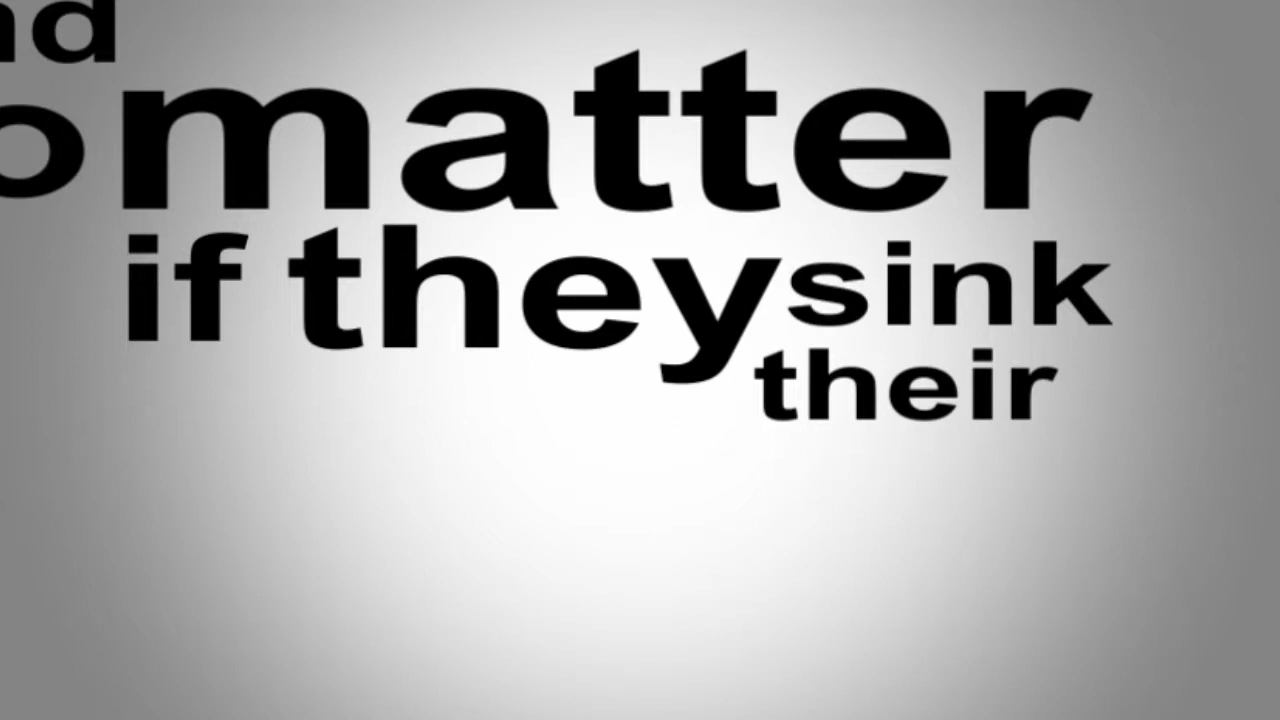 matter
if they sink
their